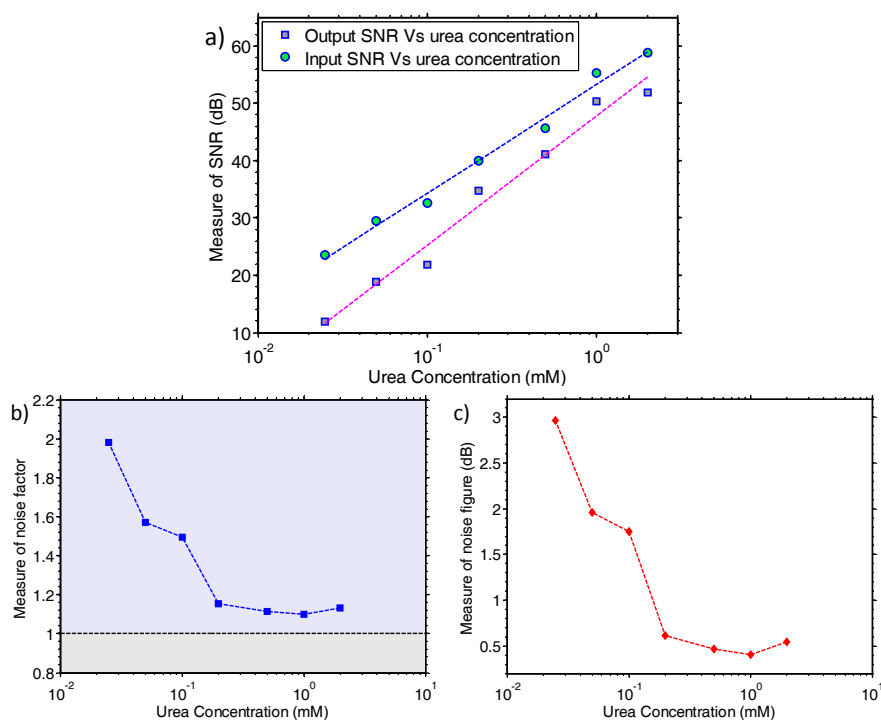 a)
Output SNR Vs urea concentration
Input SNR Vs urea concentration
Measure of SNR (dB)
60
50
40
30
20
10
10^-2
10^-1
10^0
Urea Concentration (mM)
b)
Measure of noise factor
2.2
2
1.8
1.6
1.4
1.2
1
0.8
10^-2
10^-1
10^0
10^1
Urea Concentration (mM)
c)
Measure of noise figure (dB)
3
2.5
2
1.5
1
0.5
10^-2
10^-1
10^0
10^1
Urea Concentration (mM)